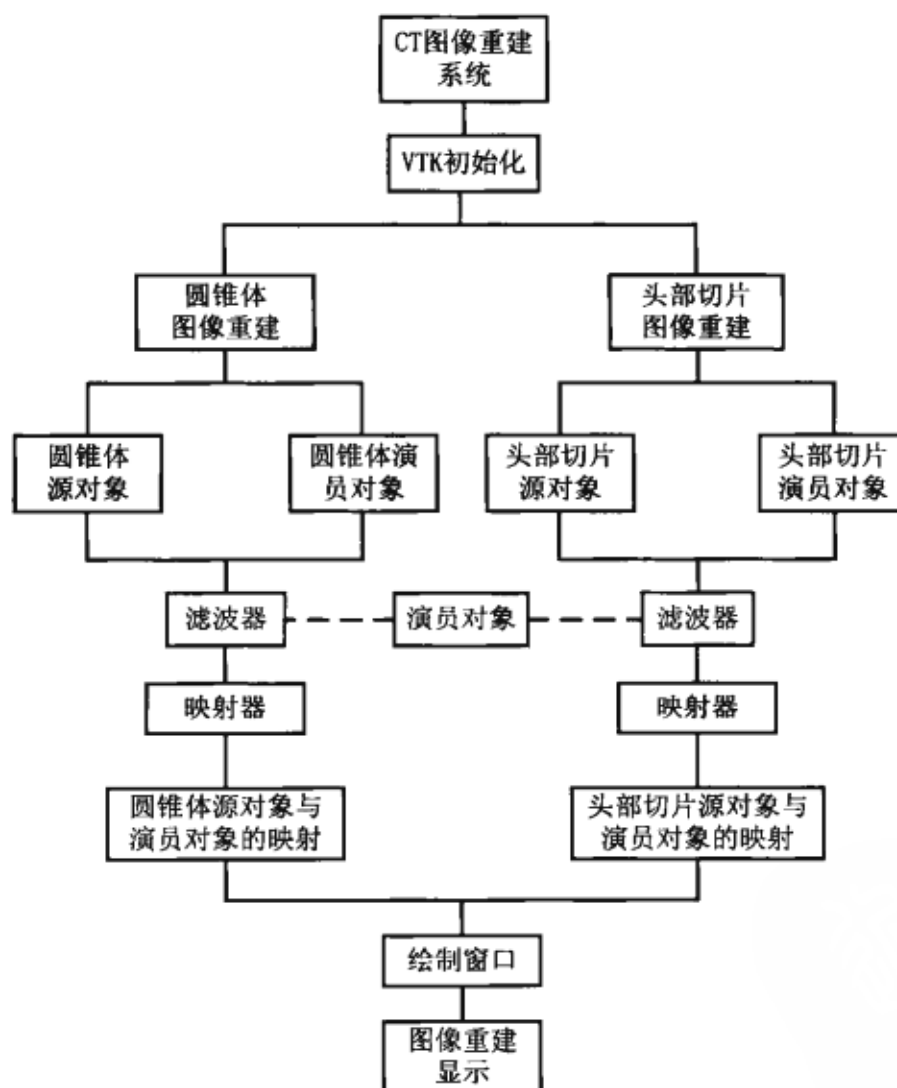 CT图像重建
系统
VTK初始化
圆锥体
图像重建
头部切片
图像重建
圆锥体
源对象
圆锥体演
员对象
头部切片
源对象
头部切片
演员对象
滤波器
演员对象
滤波器
映射器
映射器
圆锥体源对象与
演员对象的映射
头部切片源对象与
演员对象的映射
绘制窗口
图像重建
显示